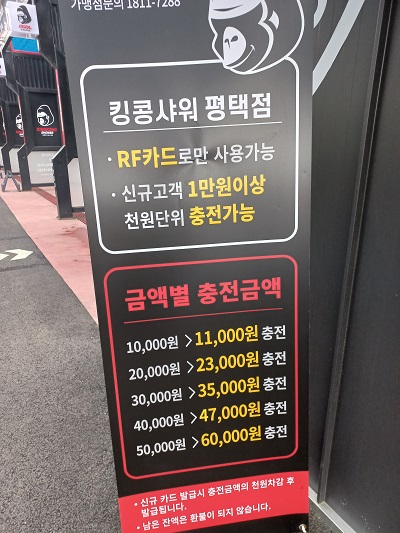 가맹점문의 1811-7288
킹콩샤워 평택점
· RF카드로만 사용가능
· 신규고객 1만원이상
천원단위 충전가능
금액별 충전금액
10,000원 > 11,000원 충전
20,000원 > 23,000원 충전
30,000원 > 35,000원 충전
40,000원 > 47,000원 충전
50,000원 > 60,000원 충전
• 신규 카드 발급시 충전금액의 천원차감 후
발급됩니다.
• 남은 잔액은 환불이 되지 않습니다.